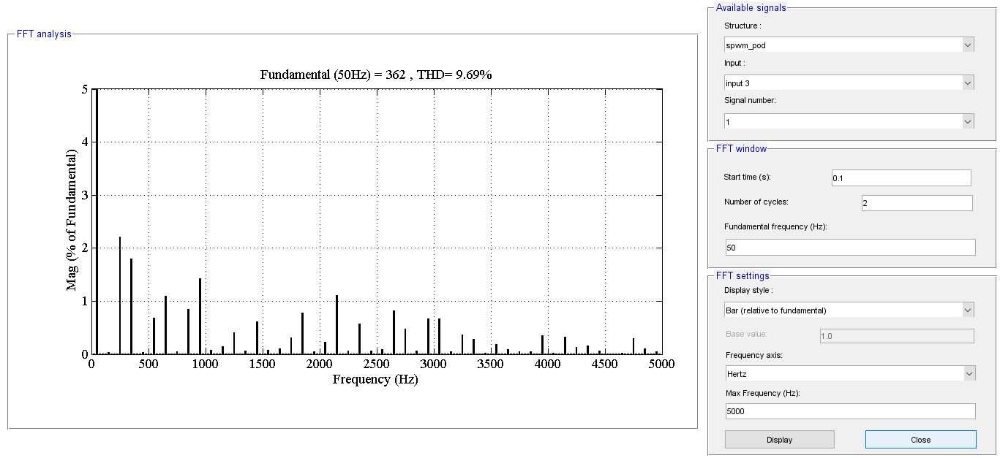 FFT analysis
Fundamental (50Hz) = 362 , THD= 9.69%
5
4
3
2
1
0
Mag (% of Fundamental)
0 500 1000 1500 2000 2500 3000 3500 4000 4500 5000
Frequency (Hz)
Available signals
Structure :
spwm_pod
Input :
input 3
Signal number:
1
FFT window
Start time (s):
0.1
Number of cycles:
2
Fundamental frequency (Hz):
50
FFT settings
Display style :
Bar (relative to fundamental)
Base value:
1.0
Frequency axis:
Hertz
Max Frequency (Hz):
5000
Display
Close